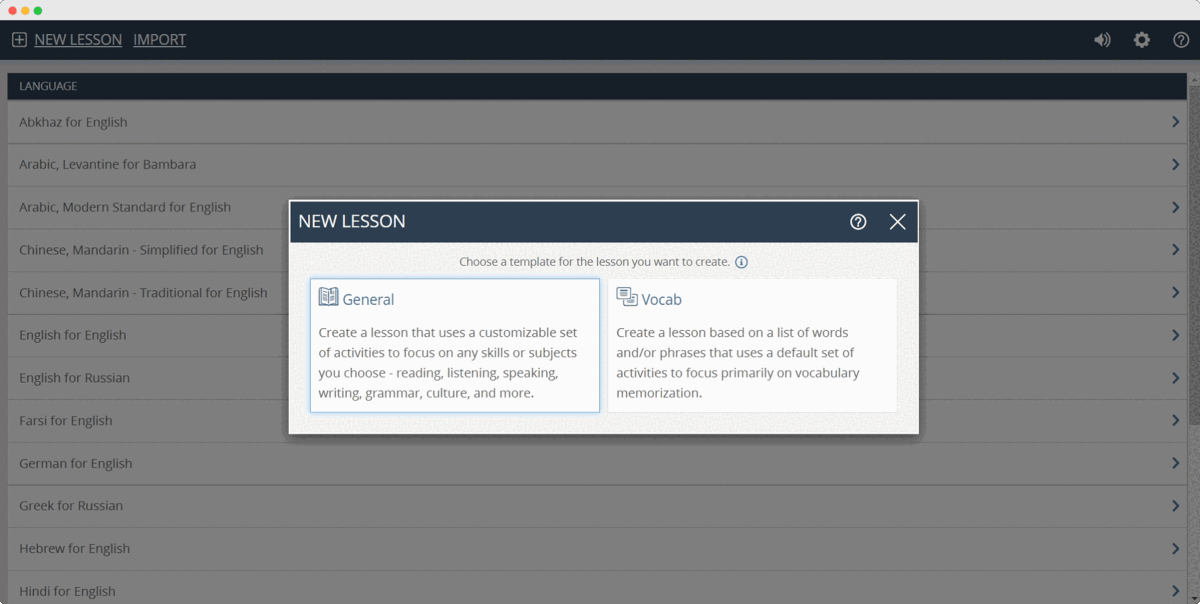 NEW LESSON IMPORT
LANGUAGE
Abkhaz for English
Arabic, Levantine for Bambara
Arabic, Modern Standard for English
Chinese, Mandarin - Simplified for English
Chinese, Mandarin - Traditional for English
English for English
English for Russian
Farsi for English
German for English
Greek for Russian
Hebrew for English
Hindi for English
NEW LESSON
Choose a template for the lesson you want to create.
General
Create a lesson that uses a customizable set
of activities to focus on any skills or subjects
you choose - reading, listening, speaking,
writing, grammar, culture, and more.
Vocab
Create a lesson based on a list of words
and/or phrases that uses a default set of
activities to focus primarily on vocabulary
memorization.